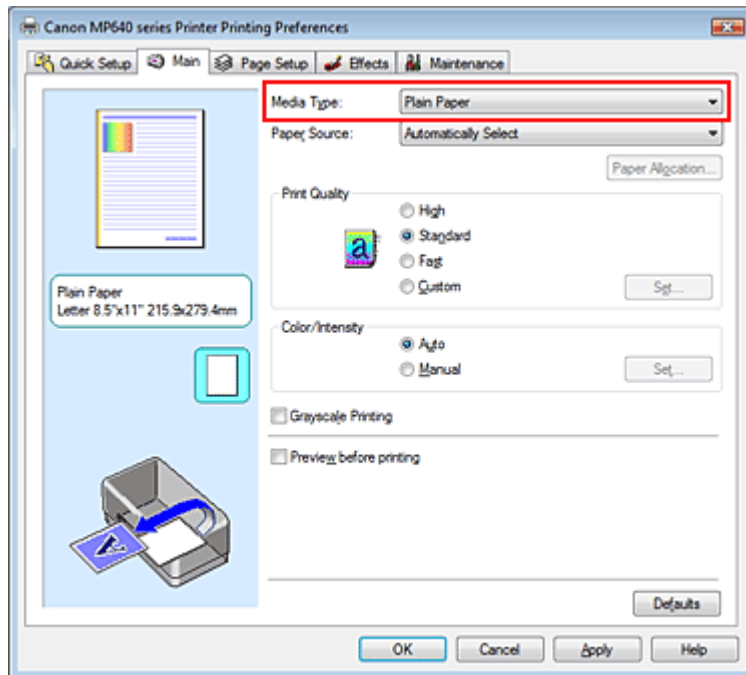 Canon MP640 series Printer Printing Preferences
Quick Setup Main Page Setup Effects Maintenance
Media Type: Plain Paper
Paper Source: Automatically Select
Paper Allocation...
Print Quality
High
a Standard
Fast
Custom Set...
Plain Paper
Letter 8.5"x11" 215.9x279.4mm
Color/Intensity
Auto
Manual Set...
Grayscale Printing
Preview before printing
Defaults
OK Cancel Apply Help